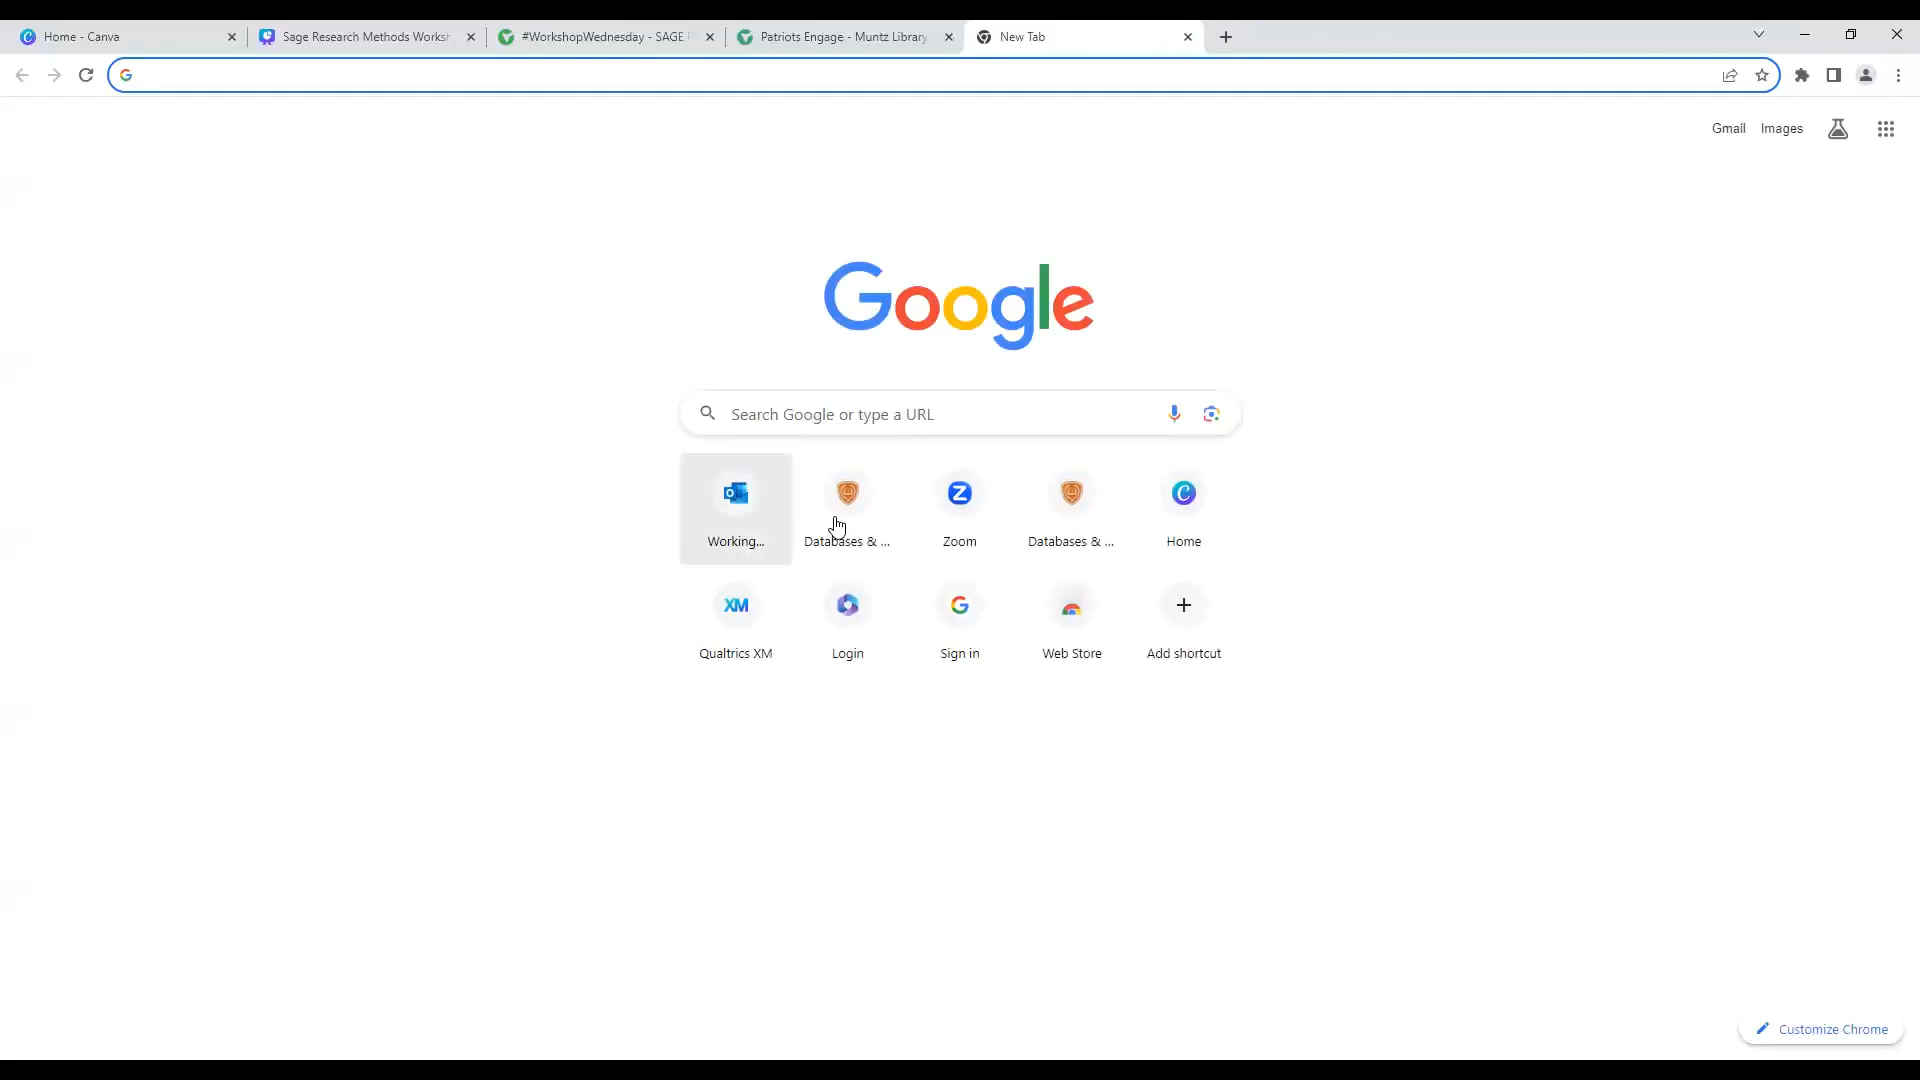 Home - Canva
Sage Research Methods Worksh
#WorkshopWednesday - SAGE
Patriots Engage - Muntz Library
New Tab
Gmail Images
Google
Search Google or type a URL
Working...
Databases & ...
Zoom
Databases & ...
Home
Qualtrics XM
Login
Sign in
Web Store
Add shortcut
Customize Chrome